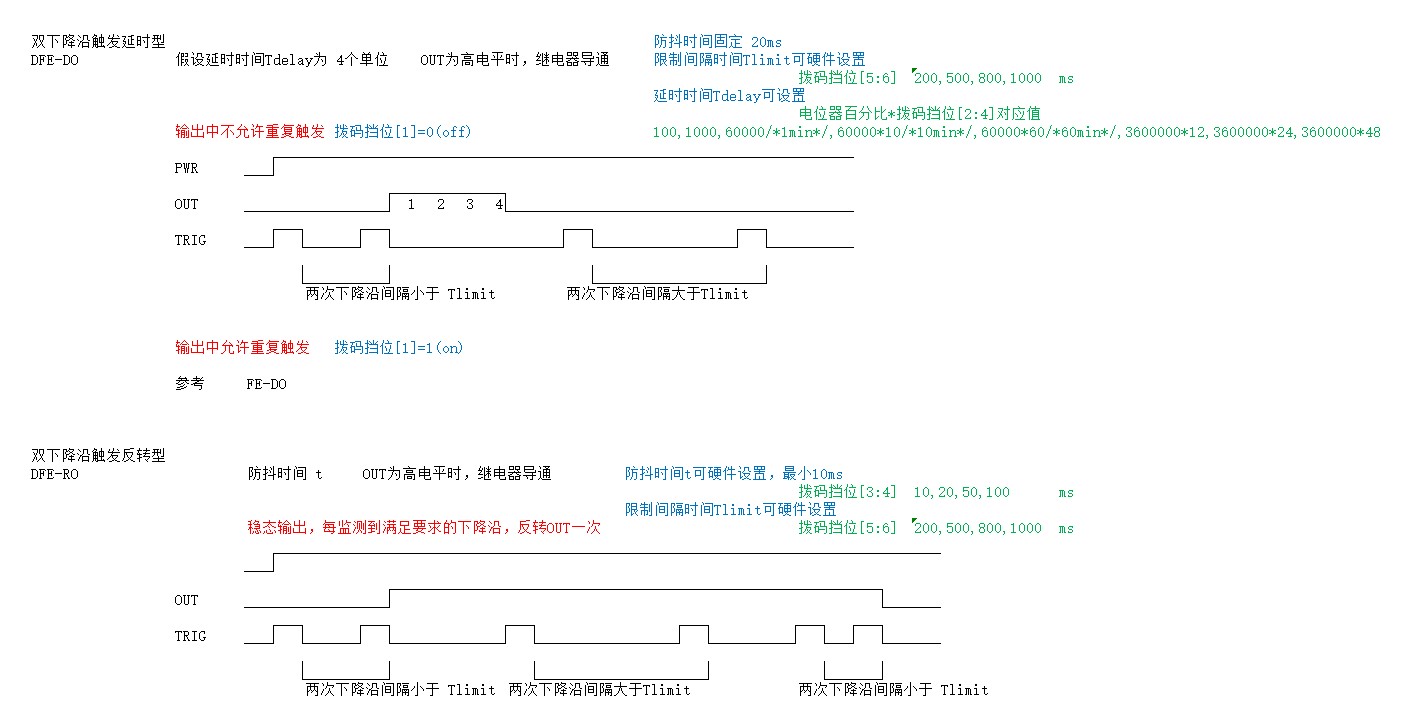 双下降沿触发延时型
DFE-DO
假设延时时间Tdelay为 4个单位
OUT为高电平时，继电器导通
防抖时间固定 20ms
限制间隔时间Tlimit可硬件设置
拨码挡位[5:6] 200,500,800,1000 ms
延时时间Tdelay可设置
电位器百分比*拨码挡位[2:4]对应值
输出中不允许重复触发 拨码挡位[1]=0(off)
100,1000,60000/*1min*/,60000*10/*10min*/,60000*60/*60min*/,3600000*12,3600000*24,3600000*48
PWR
OUT 1 2 3 4
TRIG
两次下降沿间隔小于 Tlimit
两次下降沿间隔大于Tlimit
输出中允许重复触发 拨码挡位[1]=1(on)
参考 FE-DO
双下降沿触发反转型
DFE-RO
防抖时间 t
OUT为高电平时，继电器导通
防抖时间t可硬件设置，最小10ms
拨码挡位[3:4] 10,20,50,100 ms
限制间隔时间Tlimit可硬件设置
稳态输出，每监测到满足要求的下降沿，反转OUT一次
拨码挡位[5:6] 200,500,800,1000 ms
OUT
TRIG
两次下降沿间隔小于 Tlimit
两次下降沿间隔大于Tlimit
两次下降沿间隔小于 Tlimit